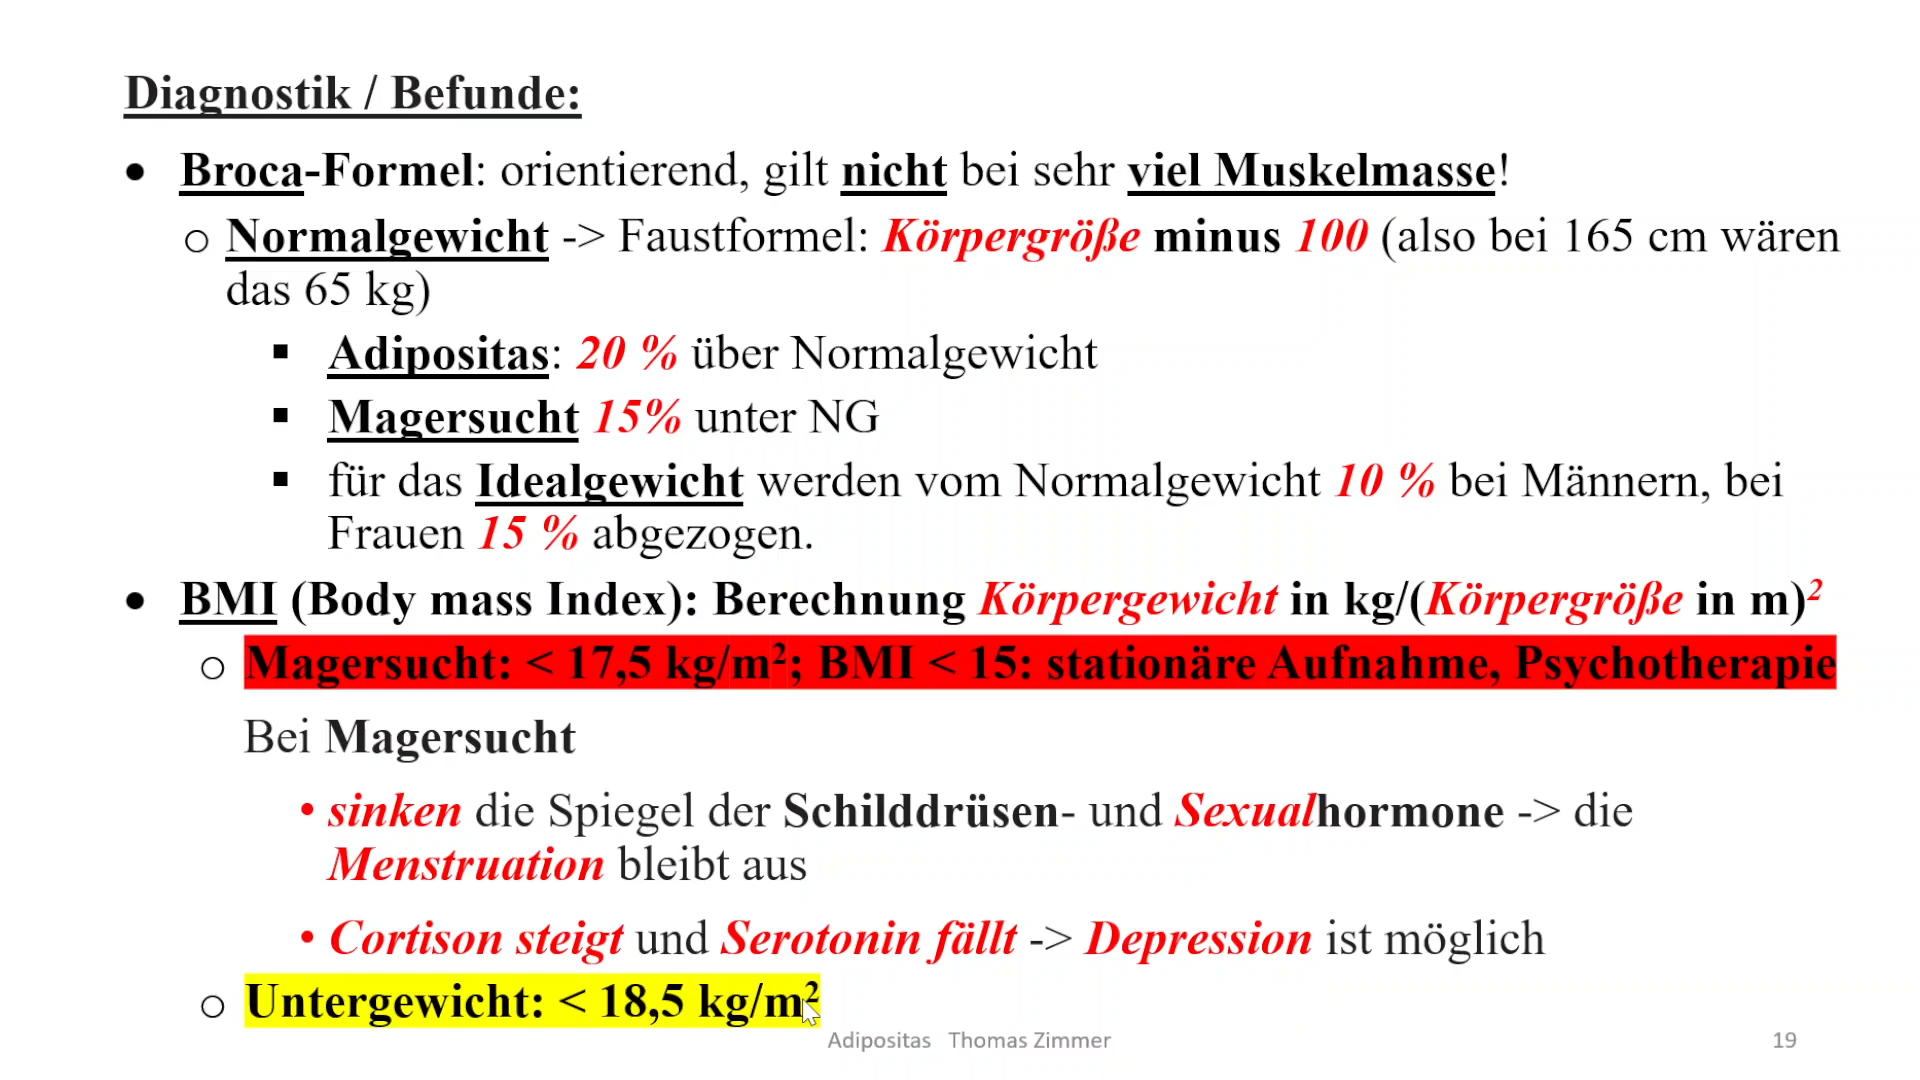 Diagnostik / Befunde:
• Broca-Formel: orientierend, gilt nicht bei sehr viel Muskelmasse!
o Normalgewicht -> Faustformel: Körpergröße minus 100 (also bei 165 cm wären
das 65 kg)
▪ Adipositas: 20 % über Normalgewicht
▪ Magersucht 15% unter NG
▪ für das Idealgewicht werden vom Normalgewicht 10 % bei Männern, bei
Frauen 15 % abgezogen.
• BMI (Body mass Index): Berechnung Körpergewicht in kg/(Körpergröße in m)²
o Magersucht: < 17,5 kg/m²; BMI < 15: stationäre Aufnahme, Psychotherapie
Bei Magersucht
• sinken die Spiegel der Schilddrüsen- und Sexualhormone -> die
Menstruation bleibt aus
• Cortison steigt und Serotonin fällt -> Depression ist möglich
o Untergewicht: < 18,5 kg/m²
Adipositas Thomas Zimmer
19